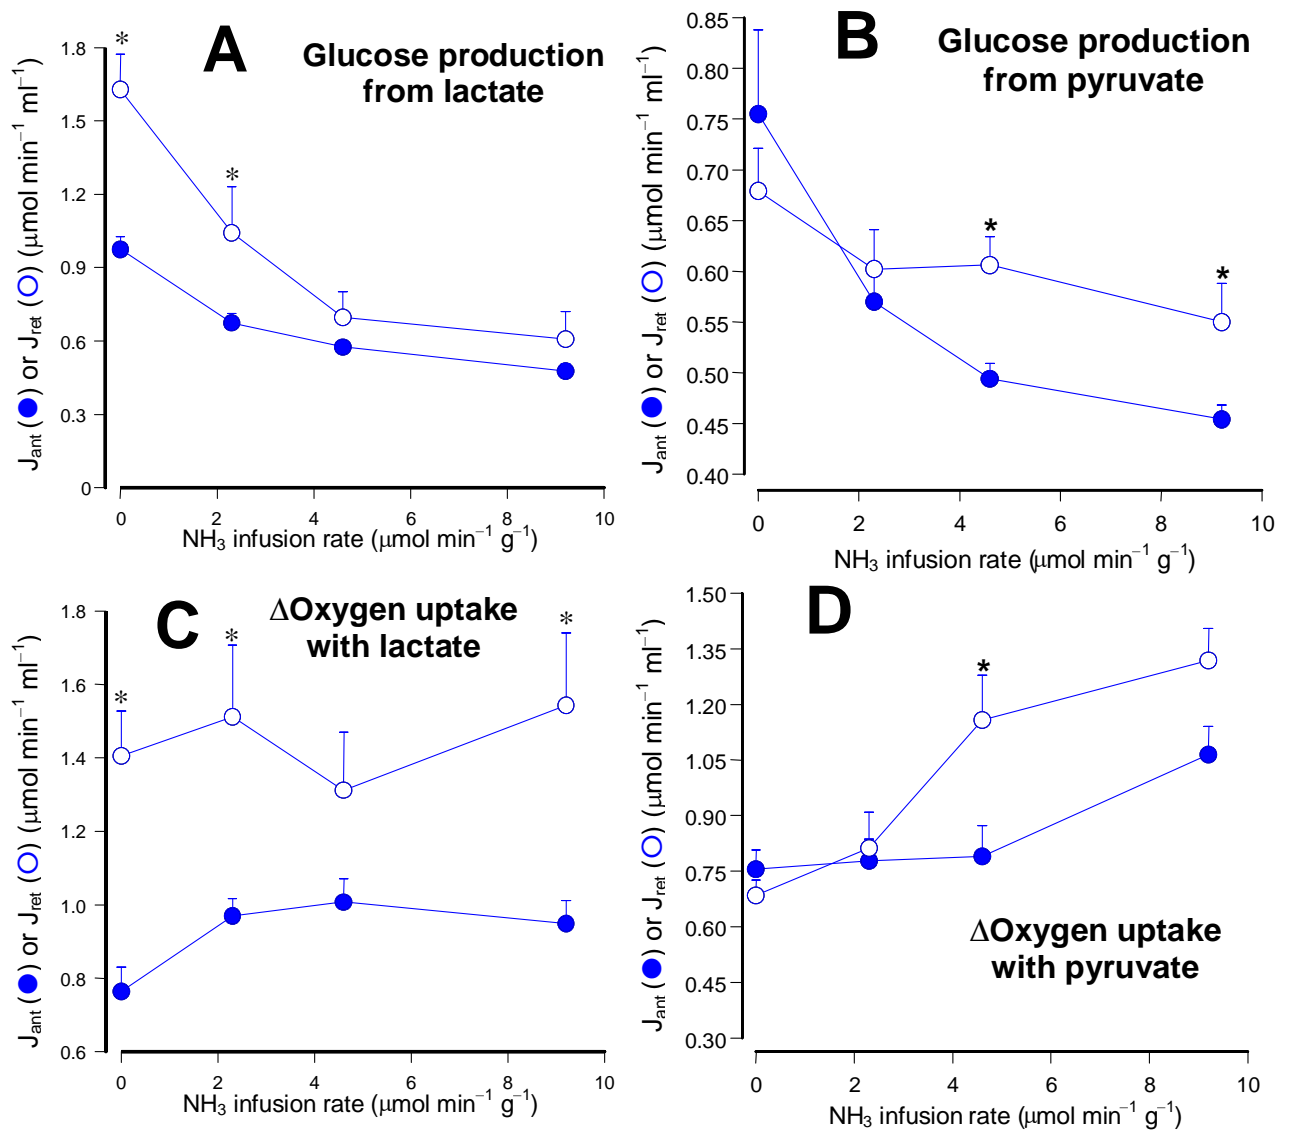 A
Glucose production
from lactate
*
*
1.8
1.5
1.2
0.9
0.6
0.3
0
J_ant (●) or J_ret (○) (μmol min⁻¹ ml⁻¹)
0 2 4 6 8 10
NH₃ infusion rate (μmol min⁻¹ g⁻¹)
B
Glucose production
from pyruvate
*
*
0.85
0.80
0.75
0.70
0.65
0.60
0.55
0.50
0.45
0.40
J_ant (●) or J_ret (○) (μmol min⁻¹ ml⁻¹)
0 2 4 6 8 10
NH₃ infusion rate (μmol min⁻¹ g⁻¹)
C
ΔOxygen uptake
with lactate
*
*
*
1.8
1.6
1.4
1.2
1.0
0.8
0.6
J_ant (●) or J_ret (○) (μmol min⁻¹ ml⁻¹)
0 2 4 6 8 10
NH₃ infusion rate (μmol min⁻¹ g⁻¹)
D
*
1.50
1.35
1.20
1.05
0.90
0.75
0.60
0.45
0.30
ΔOxygen uptake
with pyruvate
J_ant (●) or J_ret (○) (μmol min⁻¹ ml⁻¹)
0 2 4 6 8 10
NH₃ infusion rate (μmol min⁻¹ g⁻¹)